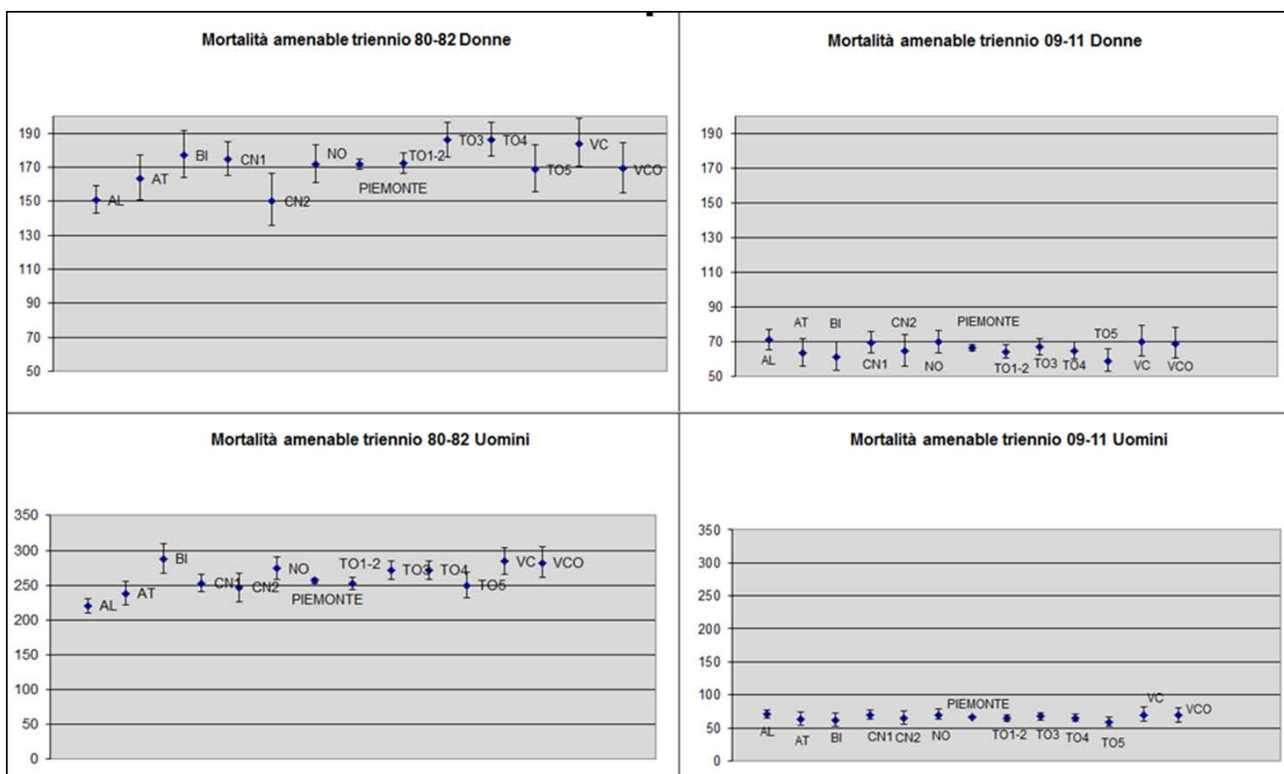 Mortalità amenable triennio 80-82 Donne
190
170
150
130
110
90
70
50
AL
AT
BI
CN1
CN2
NO
PIEMONTE
TO1-2
TO3
TO4
TO5
VC
VCO
Mortalità amenable triennio 09-11 Donne
190
170
150
130
110
90
70
50
AL
AT
BI
CN1
CN2
NO
PIEMONTE
TO1-2
TO3
TO4
TO5
VC
VCO
Mortalità amenable triennio 80-82 Uomini
350
300
250
200
150
100
50
0
AL
AT
BI
CN1
CN2
NO
PIEMONTE
TO1-2
TO3
TO4
TO5
VC
VCO
Mortalità amenable triennio 09-11 Uomini
350
300
250
200
150
100
50
0
AL
AT
BI
CN1
CN2
NO
PIEMONTE
TO1-2
TO3
TO4
TO5
VC
VCO